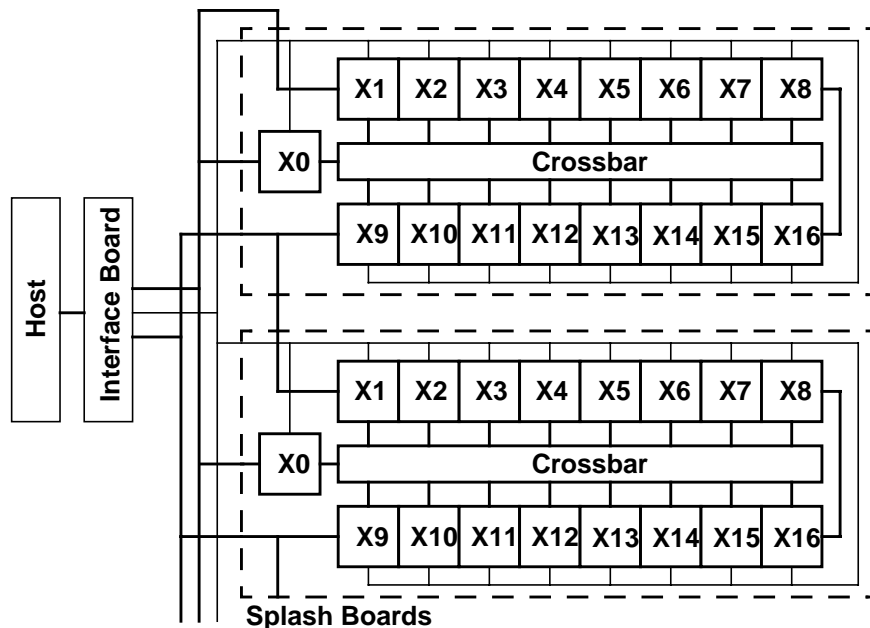 X1 X2 X3 X4 X5 X6 X7 X8
X0
Crossbar
X9 X10 X11 X12 X13 X14 X15 X16
Host
Interface Board
X1 X2 X3 X4 X5 X6 X7 X8
X0
Crossbar
X9 X10 X11 X12 X13 X14 X15 X16
Splash Boards